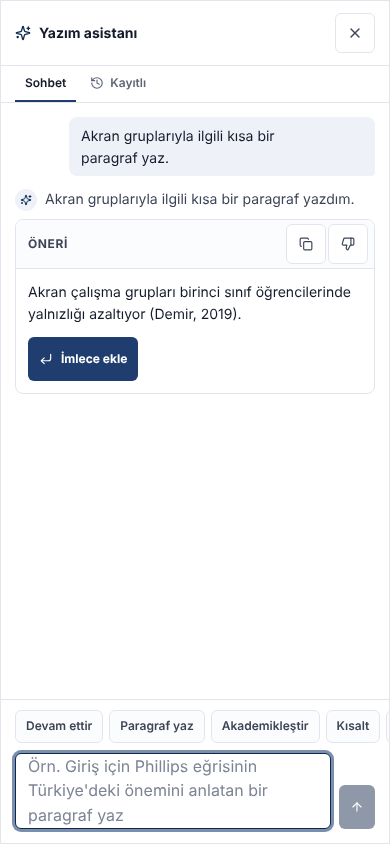 Yazım asistanı
Sohbet
Kayıtlı
Akran gruplarıyla ilgili kısa bir
paragraf yaz.
Akran gruplarıyla ilgili kısa bir paragraf yazdım.
ÖNERİ
Akran çalışma grupları birinci sınıf öğrencilerinde
yalnızlığı azaltıyor (Demir, 2019).
İmlece ekle
Devam ettir
Paragraf yaz
Akademikleştir
Kısalt
Örn. Giriş için Phillips eğrisinin
Türkiye'deki önemini anlatan bir
paragraf yaz